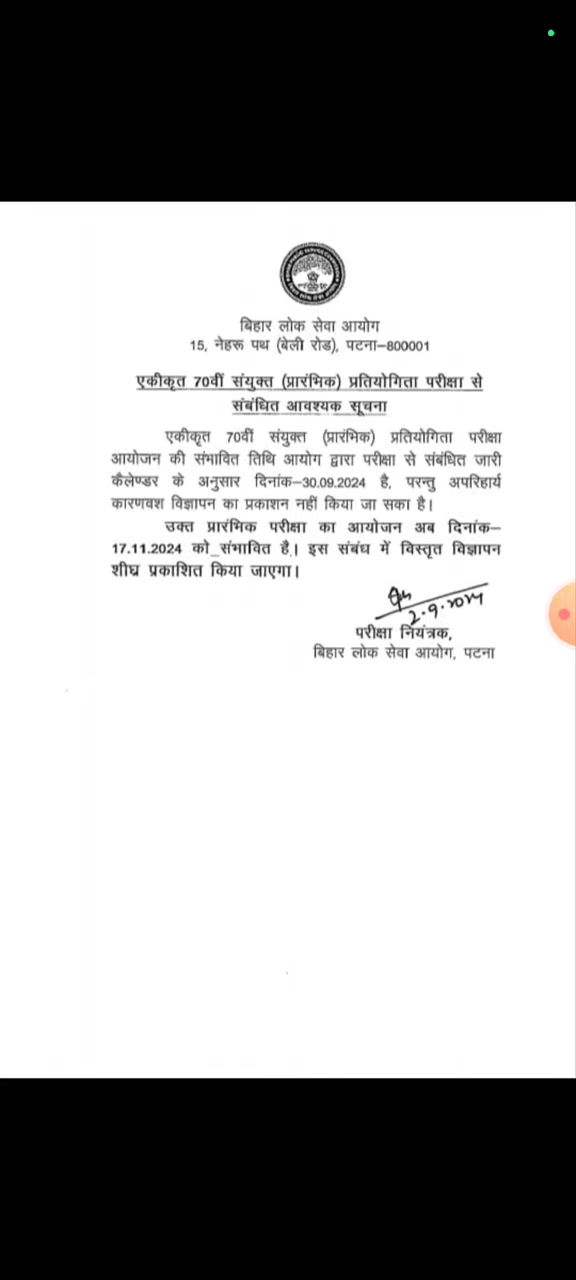 बिहार लोक सेवा आयोग
15, नेहरू पथ (बेली रोड), पटना–800001
एकीकृत 70वीं संयुक्त (प्रारंभिक) प्रतियोगिता परीक्षा से
संबंधित आवश्यक सूचना
एकीकृत 70वीं संयुक्त (प्रारंभिक) प्रतियोगिता परीक्षा
आयोजन की संभावित तिथि आयोग द्वारा परीक्षा से संबंधित जारी
कैलेण्डर के अनुसार दिनांक–30.09.2024 है, परन्तु अपरिहार्य
कारणवश विज्ञापन का प्रकाशन नहीं किया जा सका है।
उक्त प्रारंभिक परीक्षा का आयोजन अब दिनांक–
17.11.2024 को संभावित है। इस संबंध में विस्तृत विज्ञापन
शीघ्र प्रकाशित किया जाएगा।
2.9.2024
परीक्षा नियंत्रक,
बिहार लोक सेवा आयोग, पटना